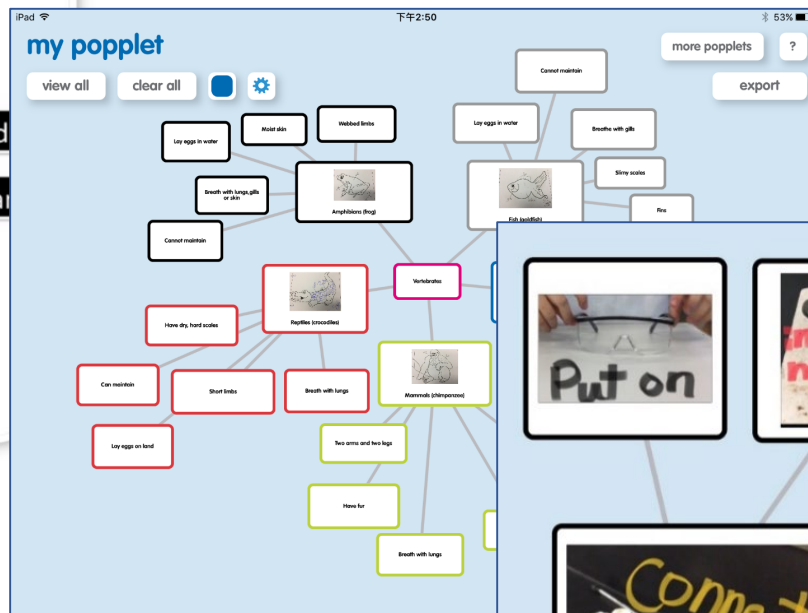 iPad
下午2:50
53%
my popplet
more popplets
?
view all
clear all
export
Cannot maintain
Lay eggs in water
Moist skin
Webbed limbs
Lay eggs in water
Breathe with gills
Breath with lungs,gills
or skin
Slimy scales
Amphibians (frog)
Fish (goldfish)
Fins
Cannot maintain
Vertebrates
Have dry, hard scales
Reptiles (crocodiles)
Can maintain
Short limbs
Breath with lungs
Mammals (chimpanzee)
Lay eggs on land
Two arms and two legs
Have fur
Breath with lungs
Put on